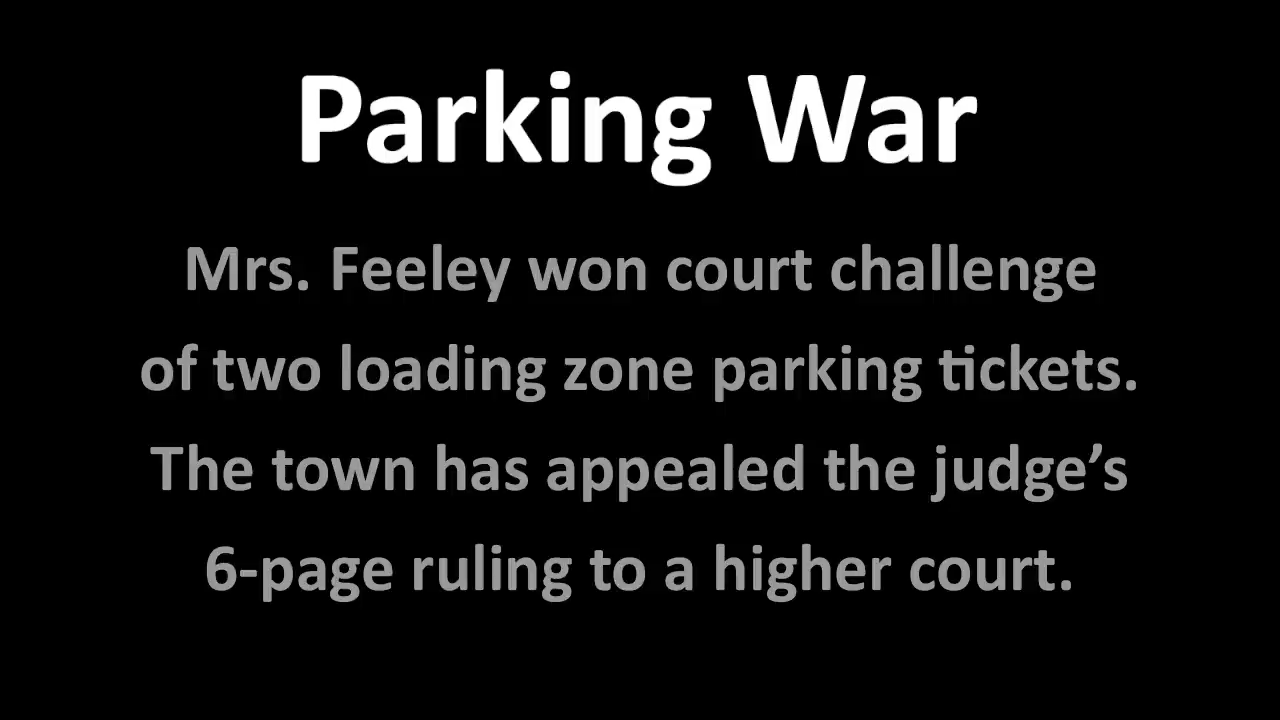 Parking War
Mrs. Feeley won court challenge
of two loading zone parking tickets.
The town has appealed the judge’s
6-page ruling to a higher court.